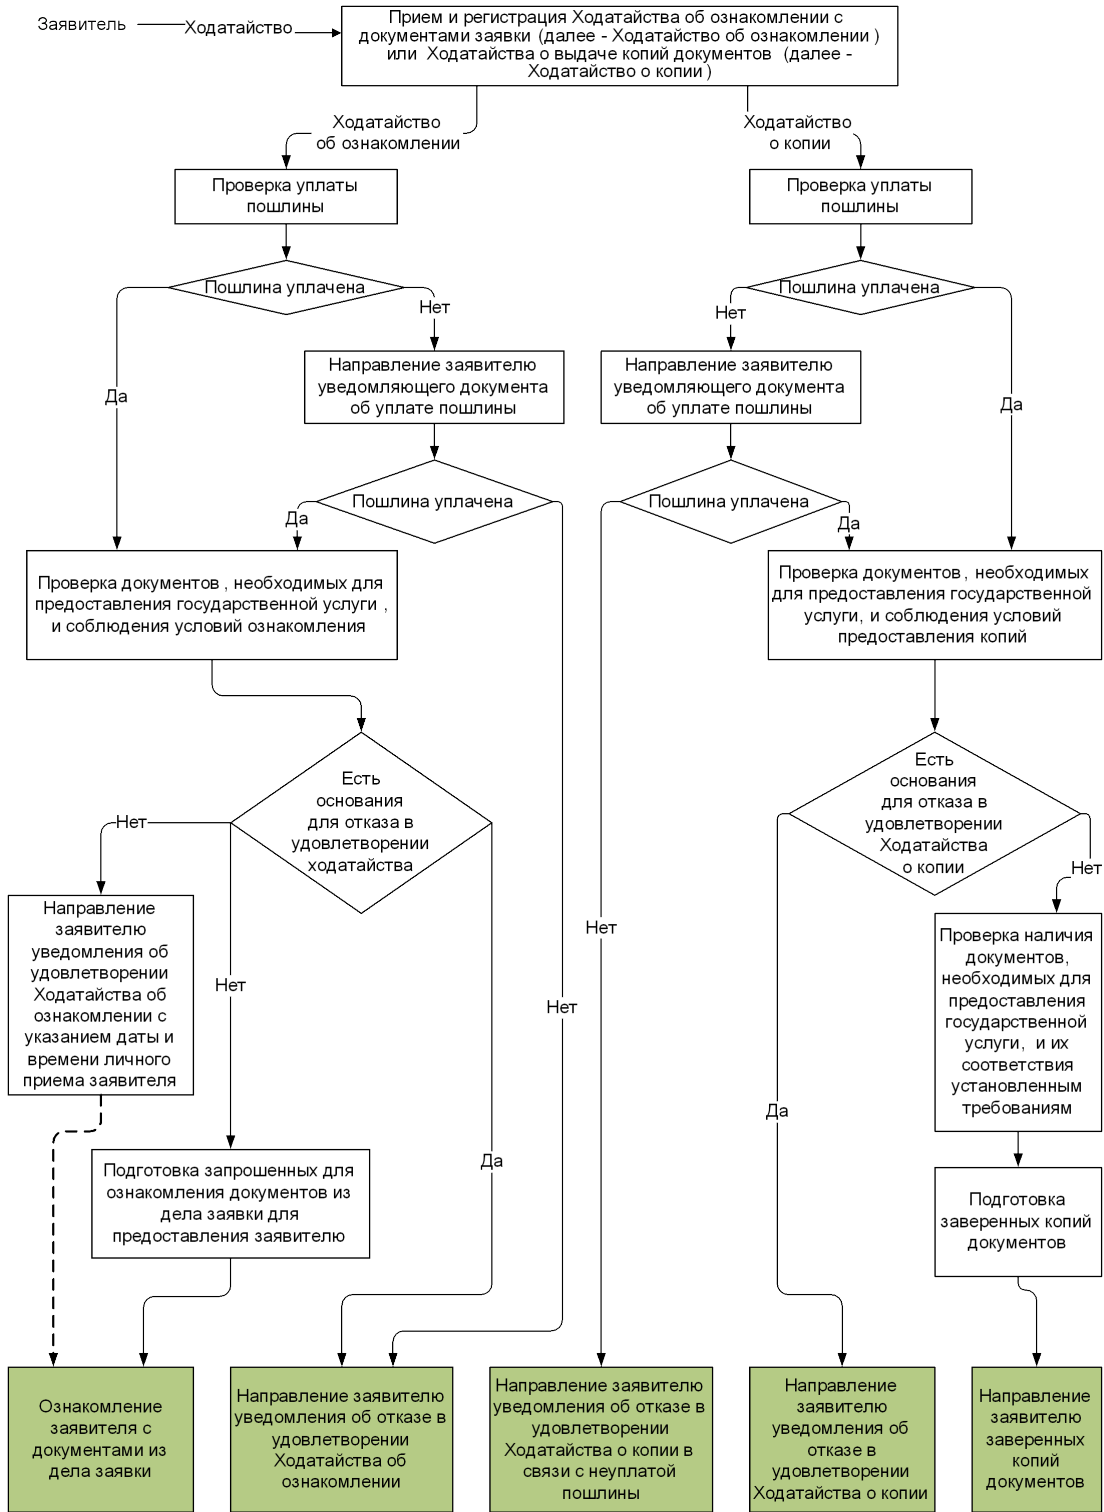 Заявитель
Ходатайство
Прием и регистрация Ходатайства об ознакомлении с
документами заявки (далее - Ходатайство об ознакомлении )
или Ходатайства о выдаче копий документов (далее -
Ходатайство о копии )
Ходатайство
об ознакомлении
Ходатайство
о копии
Проверка уплаты
пошлины
Проверка уплаты
пошлины
Пошлина уплачена
Пошлина уплачена
Нет
Нет
Направление заявителю
уведомляющего документа
об уплате пошлины
Направление заявителю
уведомляющего документа
об уплате пошлины
Да
Да
Пошлина уплачена
Пошлина уплачена
Да
Да
Проверка документов , необходимых для
предоставления государственной услуги ,
и соблюдения условий ознакомления
Проверка документов , необходимых
для предоставления государственной
услуги, и соблюдения условий
предоставления копий
Есть
основания
для отказа в
удовлетворении
ходатайства
Есть
основания
для отказа в
удовлетворении
Ходатайства
о копии
Нет
Нет
Направление
заявителю
уведомления об
удовлетворении
Ходатайства об
ознакомлении с
указанием даты и
времени личного
приема заявителя
Нет
Нет
Нет
Проверка наличия
документов,
необходимых для
предоставления
государственной
услуги, и их
соответствия
установленным
требованиям
Да
Да
Подготовка запрошенных для
ознакомления документов из
дела заявки для
предоставления заявителю
Подготовка
заверенных копий
документов
Ознакомление
заявителя с
документами из
дела заявки
Направление заявителю
уведомления об отказе в
удовлетворении
Ходатайства об
ознакомлении
Направление заявителю
уведомления об отказе в
удовлетворении
Ходатайства о копии в
связи с неуплатой
пошлины
Направление
заявителю
уведомления об
отказе в
удовлетворении
Ходатайства о копии
Направление
заявителю
заверенных
копий
документов